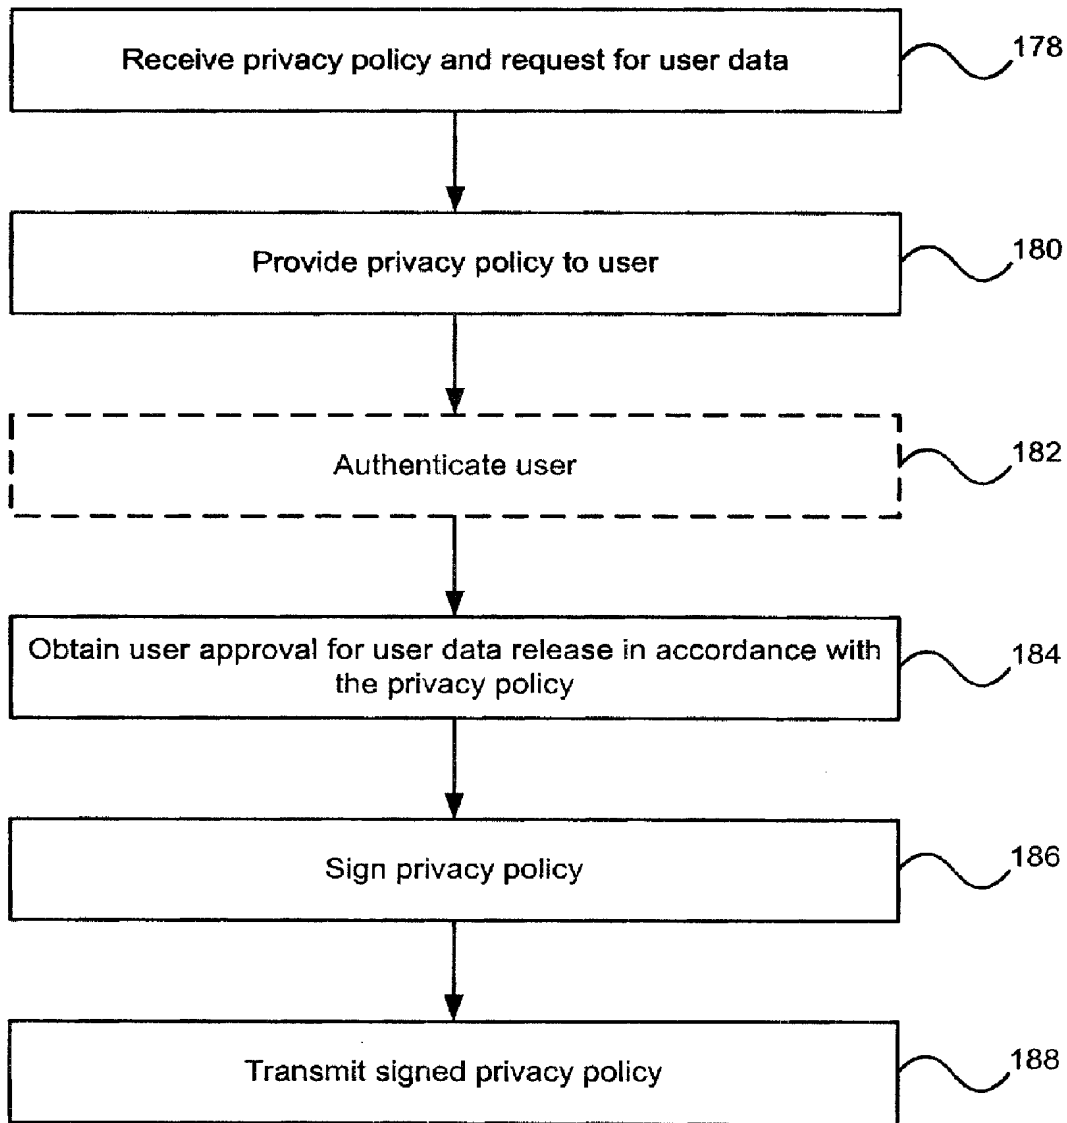 Receive privacy policy and request for user data
178
Provide privacy policy to user
180
Authenticate user
182
Obtain user approval for user data release in accordance with
the privacy policy
184
Sign privacy policy
186
Transmit signed privacy policy
188